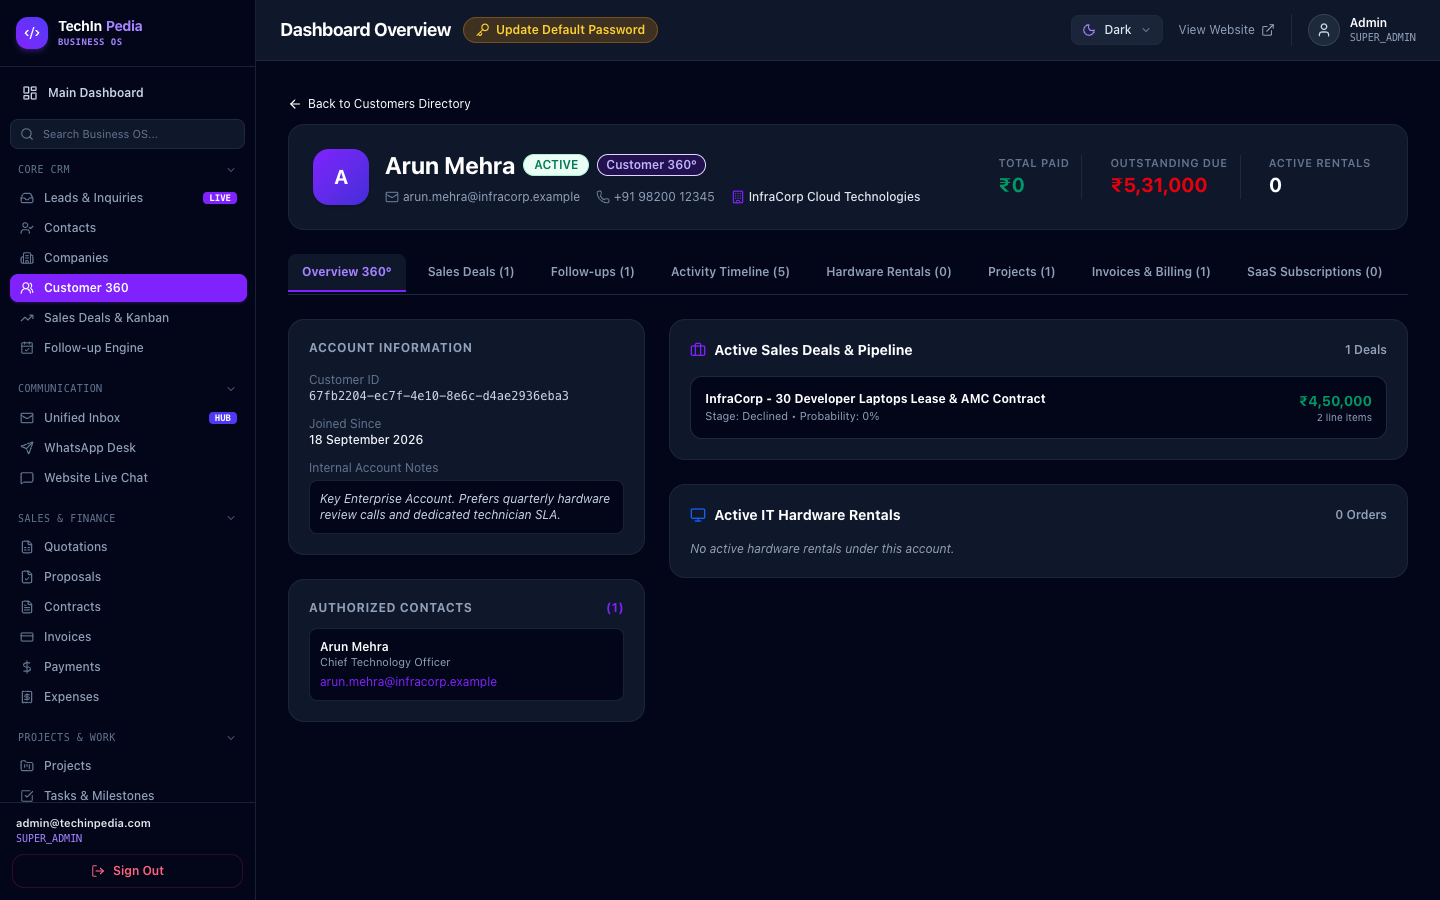 TechIn Pedia
BUSINESS OS
Main Dashboard
Search Business OS...
CORE CRM
Leads & Inquiries LIVE
Contacts
Companies
Customer 360
Sales Deals & Kanban
Follow-up Engine
COMMUNICATION
Unified Inbox HUB
WhatsApp Desk
Website Live Chat
SALES & FINANCE
Quotations
Proposals
Contracts
Invoices
Payments
Expenses
PROJECTS & WORK
Projects
Tasks & Milestones
admin@techinpedia.com
SUPER_ADMIN
Sign Out
Dashboard Overview Update Default Password
Dark View Website
Admin
SUPER_ADMIN
Back to Customers Directory
A
Arun Mehra ACTIVE Customer 360°
arun.mehra@infracorp.example +91 98200 12345 InfraCorp Cloud Technologies
TOTAL PAID
₹0
OUTSTANDING DUE
₹5,31,000
ACTIVE RENTALS
0
Overview 360° Sales Deals (1) Follow-ups (1) Activity Timeline (5) Hardware Rentals (0) Projects (1) Invoices & Billing (1) SaaS Subscriptions (0)
ACCOUNT INFORMATION
Customer ID
67fb2204-ec7f-4e10-8e6c-d4ae2936eba3
Joined Since
18 September 2026
Internal Account Notes
Key Enterprise Account. Prefers quarterly hardware
review calls and dedicated technician SLA.
AUTHORIZED CONTACTS (1)
Arun Mehra
Chief Technology Officer
arun.mehra@infracorp.example
Active Sales Deals & Pipeline 1 Deals
InfraCorp - 30 Developer Laptops Lease & AMC Contract ₹4,50,000
Stage: Declined • Probability: 0% 2 line items
Active IT Hardware Rentals 0 Orders
No active hardware rentals under this account.